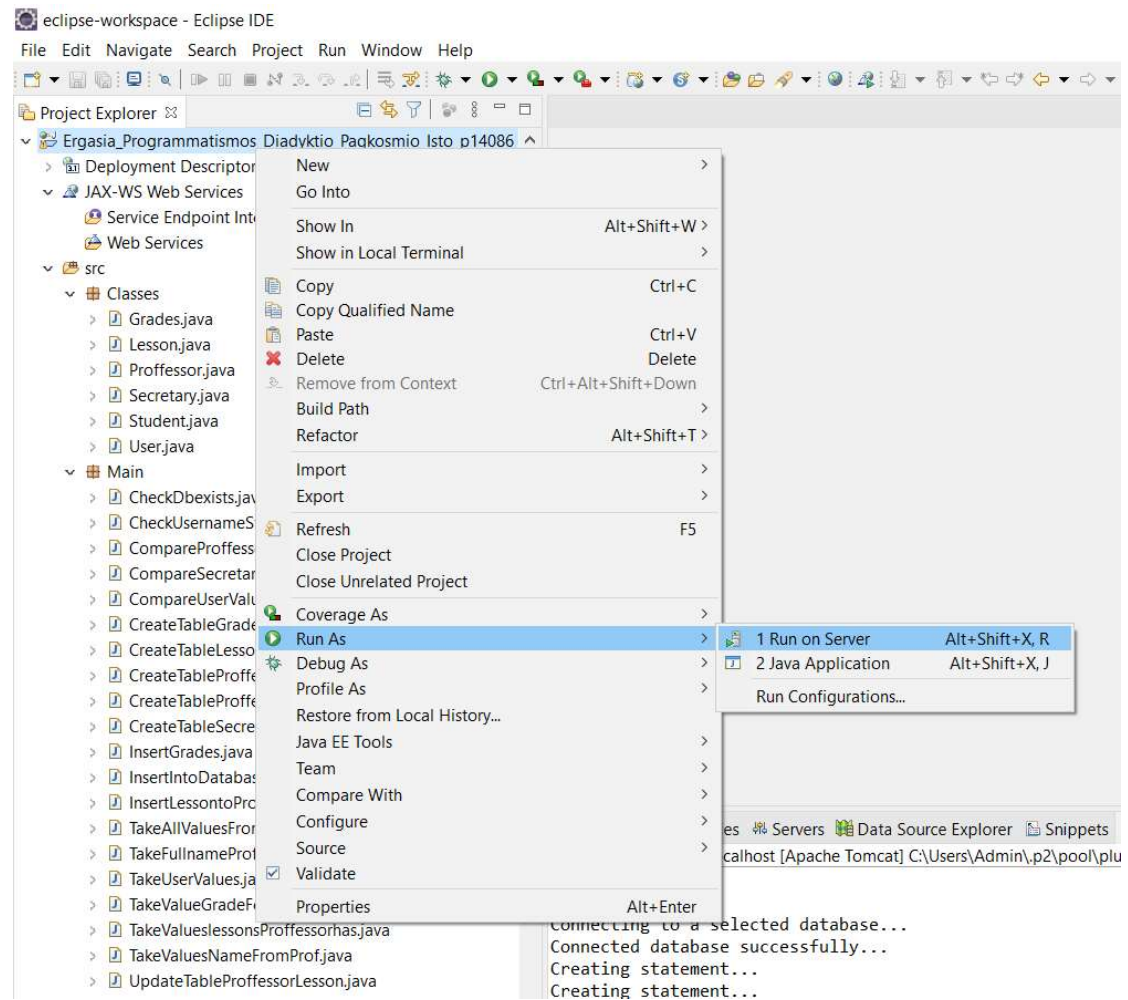 eclipse-workspace - Eclipse IDE
File Edit Navigate Search Project Run Window Help
Project Explorer
Ergasia_Programmatismos_Diadyktio_Pagkosmio_Isto_p14086
Deployment Descriptor
JAX-WS Web Services
Service Endpoint Int
Web Services
src
Classes
Grades.java
Lesson.java
Proffessor.java
Secretary.java
Student.java
User.java
Main
CheckDbexists.jav
CheckUsernameS
CompareProffess
CompareSecretar
CompareUserValu
CreateTableGrade
CreateTableLesso
CreateTableProffe
CreateTableProffe
CreateTableSecre
InsertGrades.java
InsertIntoDatabas
InsertLessontoPro
TakeAllValuesFror
TakeFullnameProf
TakeUserValues.ja
TakeValueGradeF
TakeValueslessonsProffessorhas.java
TakeValuesNameFromProf.java
UpdateTableProffessorLesson.java
New
Go Into
Show In Alt+Shift+W
Show in Local Terminal
Copy Ctrl+C
Copy Qualified Name
Paste Ctrl+V
Delete Delete
Remove from Context Ctrl+Alt+Shift+Down
Build Path
Refactor Alt+Shift+T
Import
Export
Refresh F5
Close Project
Close Unrelated Project
Coverage As
Run As
Debug As
Profile As
Restore from Local History...
Java EE Tools
Team
Compare With
Configure
Source
Validate
Properties Alt+Enter
1 Run on Server Alt+Shift+X, R
2 Java Application Alt+Shift+X, J
Run Configurations...
es Servers Data Source Explorer Snippets
calhost [Apache Tomcat] C:\Users\Admin\.p2\pool\plu
Connecting to a selected database...
Connected database successfully...
Creating statement...
Creating statement...